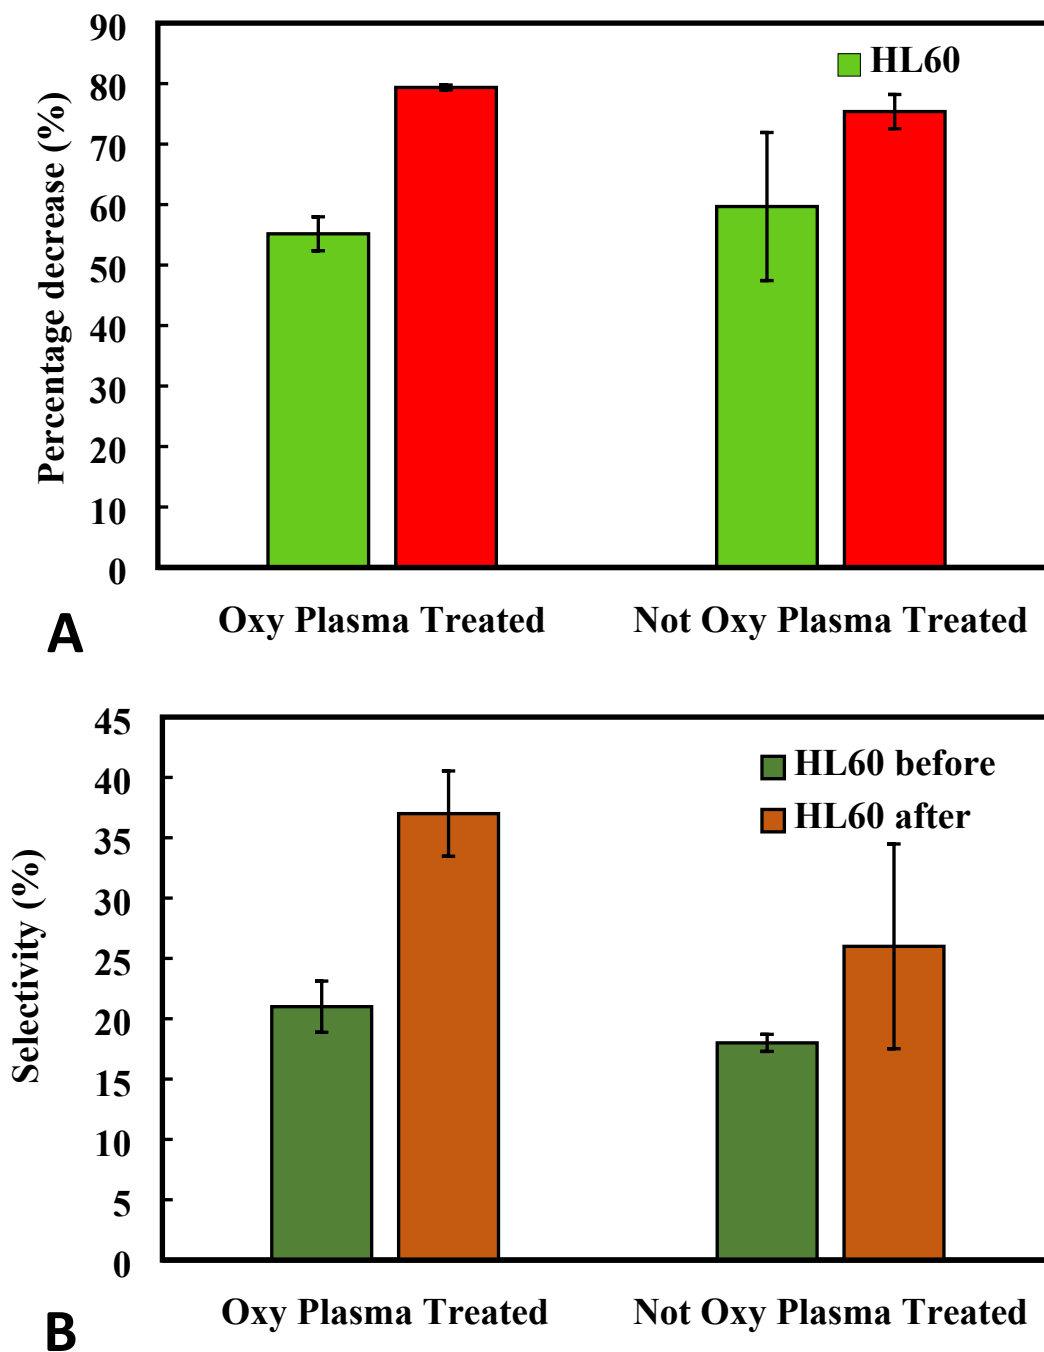 90
80
70
60
50
40
30
20
10
0
Percentage decrease (%)
HL60
Oxy Plasma Treated
Not Oxy Plasma Treated
A
45
40
35
30
25
20
15
10
5
0
Selectivity (%)
HL60 before
HL60 after
Oxy Plasma Treated
Not Oxy Plasma Treated
B